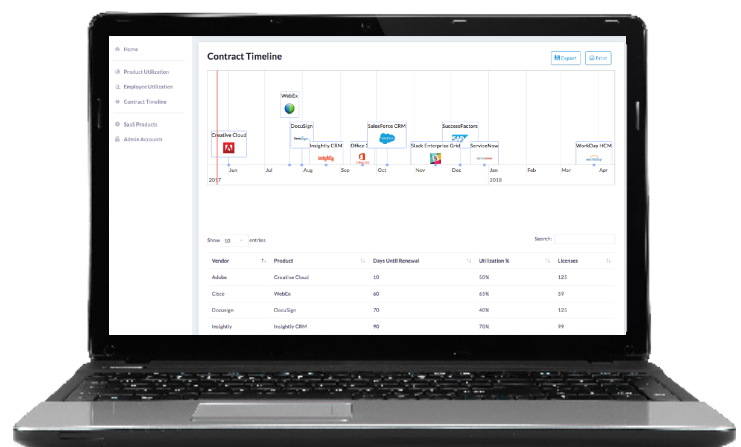 Home
Product Utilization
Employee Utilization
Contract Timeline
SaaS Products
Admin Accounts
Contract Timeline
Export Print
WebEx
DocuSign SalesForce CRM SuccessFactors
Creative Cloud
Insightly CRM Office Slack Enterprise Grid ServiceNow WorkDay HCM
insightly
SAP
Jun Jul Aug Sep Oct Nov Dec Jan Feb Mar Apr
2017 2018
Show 10 entries Search:
Vendor Product Days Until Renewal Utilization % Licenses
Adobe Creative Cloud 10 50% 125
Cisco WebEx 60 65% 59
Docusign DocuSign 70 40% 125
Insightly Insightly CRM 90 70% 99